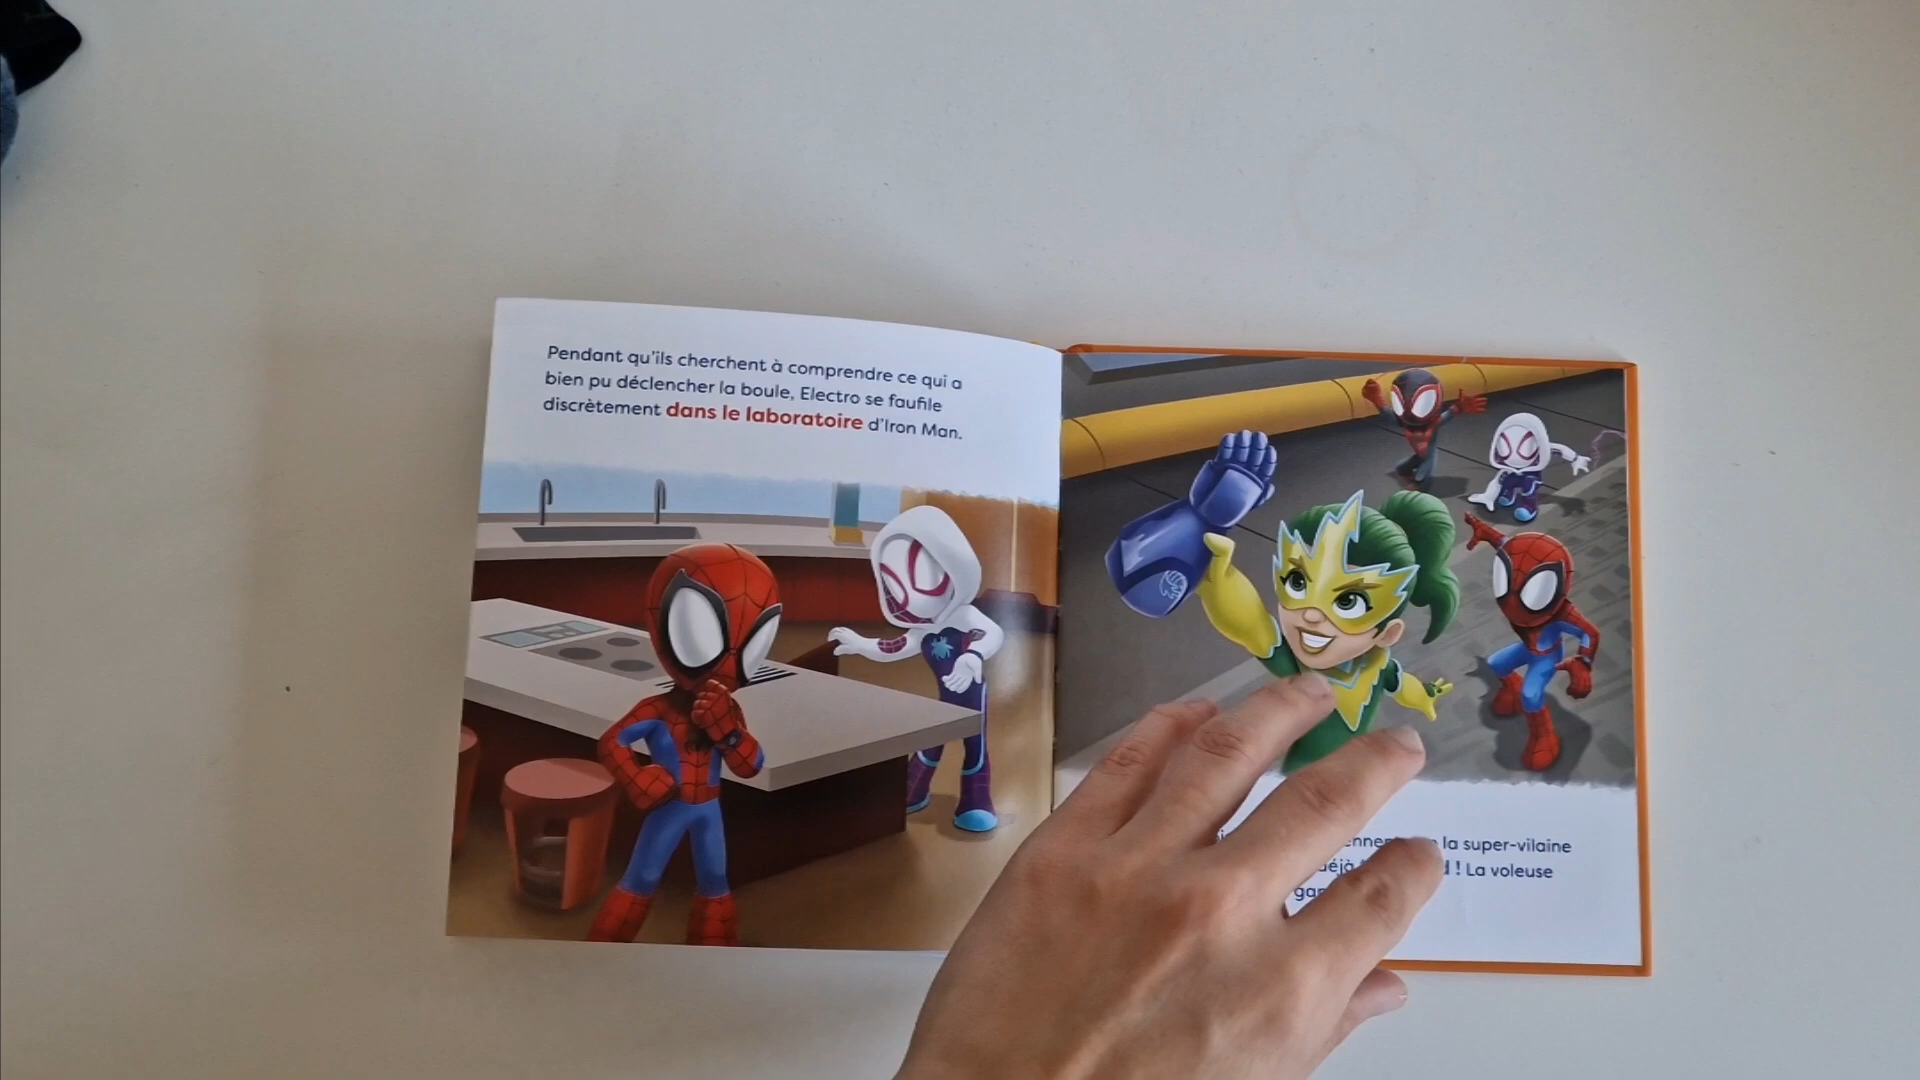 Pendant qu'ils cherchent à comprendre ce qui a
bien pu déclencher la boule, Electro se faufile
discrètement dans le laboratoire d'Iron Man.
la super-vilaine
! La voleuse